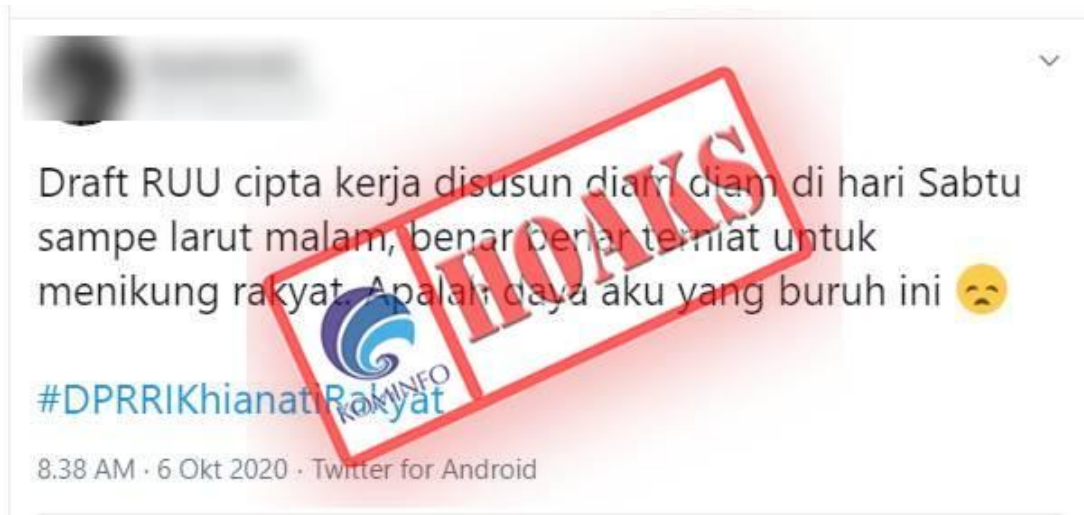 Draft RUU cipta kerja disusun diam diam di hari Sabtu
sampe larut malam, benar benar terniat untuk
menikung rakyat. Apalah daya aku yang buruh ini
#DPRRIKhianatiRakyat
8.38 AM · 6 Okt 2020 · Twitter for Android
KOMINFO
HOAKS